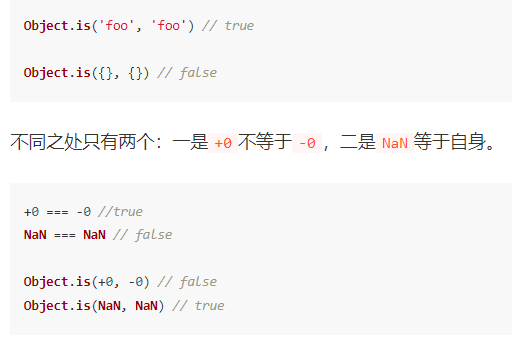 Object.is('foo', 'foo') // true
Object.is({}, {}) // false
不同之处只有两个：一是 +0 不等于 -0 ，二是 NaN 等于自身。
+0 === -0 //true
NaN === NaN // false
Object.is(+0, -0) // false
Object.is(NaN, NaN) // true